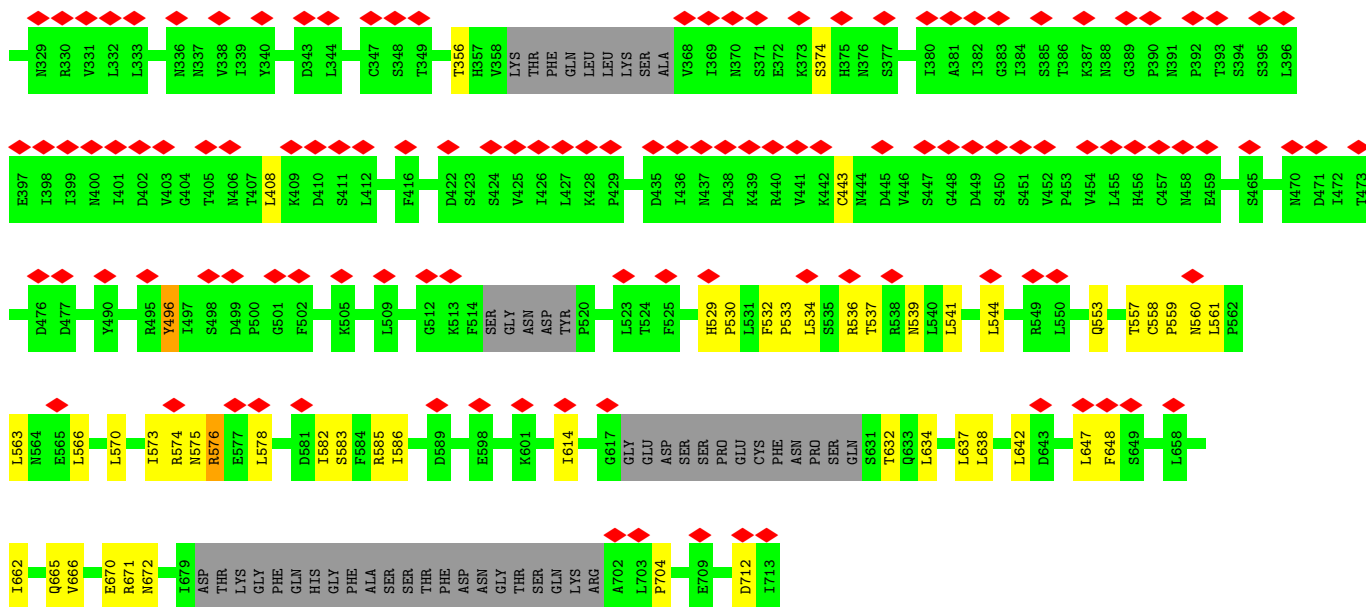 N329 R330 V331 L332 L333 N336 N337 V338 I339 Y340 D343 L344 C347 S348 T349 T356 H357 V358 LYS THR PHE GLN LEU LEU LYS SER ALA V368 I369 N370 S371 E372 K373 S374 H375 N376 S377 I380 A381 I382 G383 I384 S385 T386 K387 N388 G389 P390 N391 P392 T393 S394 S395 L396
E397 I398 I399 N400 I401 D402 V403 G404 T405 N406 T407 L408 K409 D410 S411 L412 F416 D422 S423 S424 V425 I426 L427 K428 P429 D435 I436 N437 D438 K439 R440 V441 K442 C443 N444 D445 V446 S447 G448 D449 S450 S451 V452 P453 V454 L455 H456 C457 N458 E459 S465 N470 D471 I472 T473
D476 D477 Y490 R495 Y496 I497 S498 D499 P500 G501 F502 K505 L509 G512 K513 F514 SER GLY ASN ASP TYR P520 L523 T524 F525 H529 P530 L531 F532 P533 L534 S535 R536 T537 R538 N539 L540 L541 L544 R549 L550 Q553 T557 C558 P559 N560 L561 P562
L563 N564 E565 L566 L570 I573 R574 N575 R576 E577 L578 D581 I582 S583 F584 R585 I586 D589 E598 K601 I614 G617 GLY GLU ASP SER SER PRO GLU CYS PHE ASN PRO SER GLN S631 T632 Q633 L634 L637 L638 L642 D643 L647 F648 S649 L658
I662 Q665 V666 E670 R671 N672 I679 ASP THR LYS GLY PHE GLN HIS GLY PHE ALA SER SER THR PHE ASP ASN GLY THR SER GLN LYS ARG A702 L703 P704 E709 D712 I713